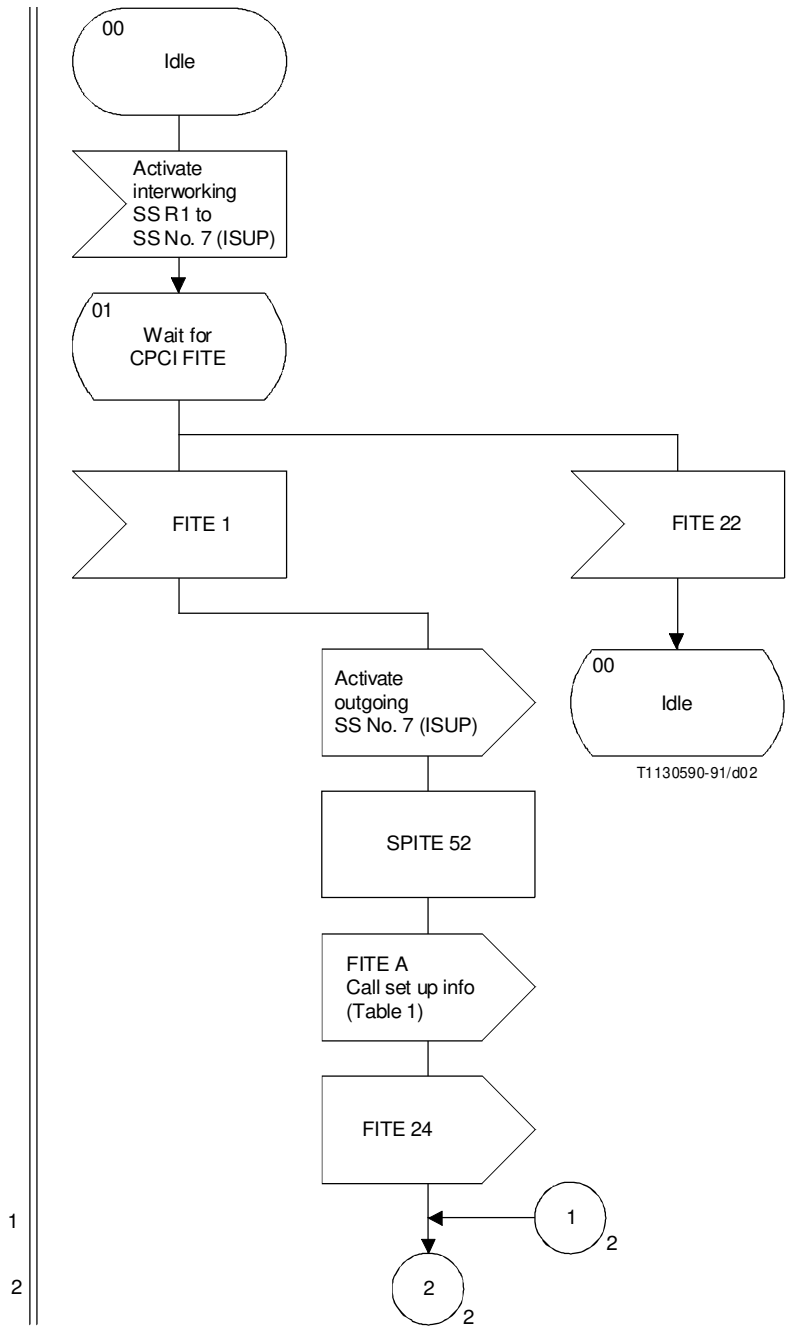 00
Idle
Activate
interworking
SS R1 to
SS No. 7 (ISUP)
01
Wait for
CPCI FITE
FITE 1
FITE 22
Activate
outgoing
SS No. 7 (ISUP)
00
Idle
T1130590-91/d02
SPITE 52
FITE A
Call set up info
(Table 1)
FITE 24
1
1
2
2
2
2